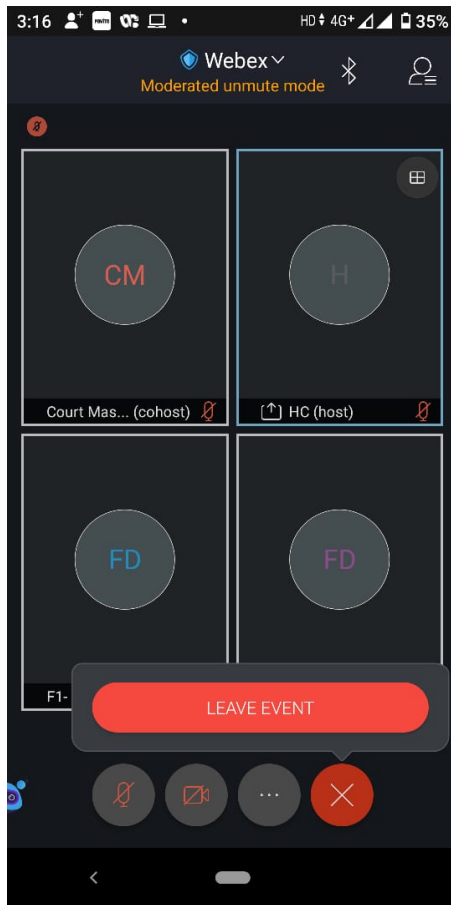 3:16 HD 4G+ 35%
Webex
Moderated unmute mode
CM
H
Court Mas... (cohost)
HC (host)
FD
FD
F1-
LEAVE EVENT